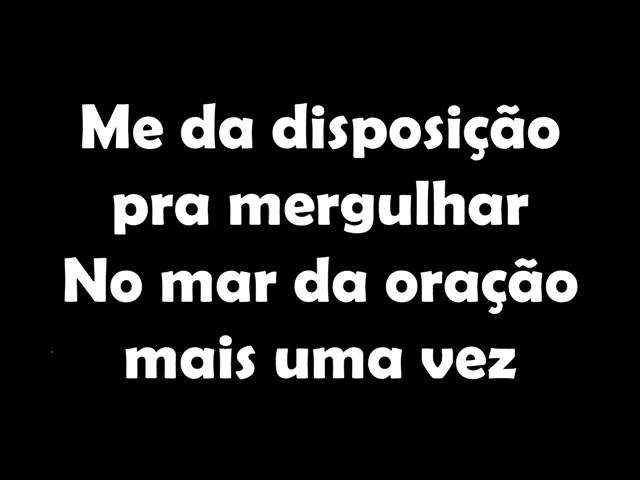 Me da disposição
pra mergulhar
No mar da oração
mais uma vez